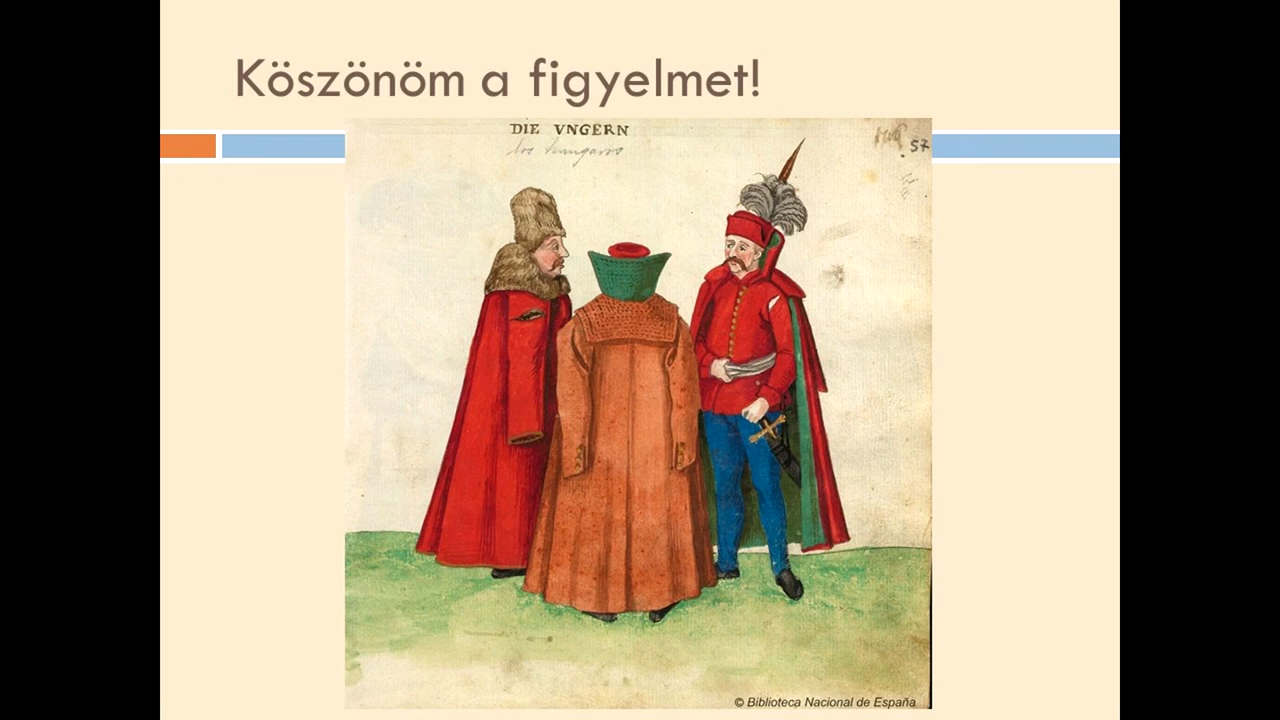 Köszönöm a figyelmet!
DIE VNGERN
los hungaros
57
© Biblioteca Nacional de España